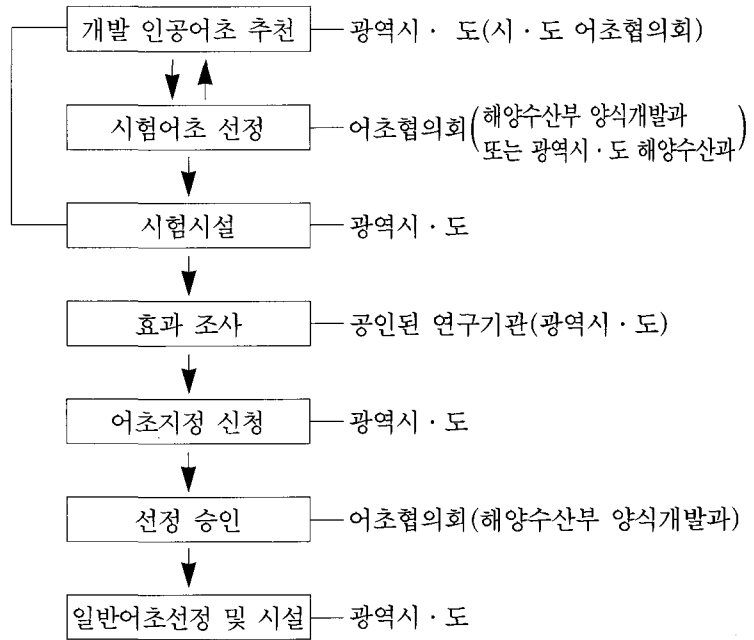 개발 인공어초 추천 광역시 · 도(시 · 도 어초협의회)
시험어초 선정 어초협의회(해양수산부 양식개발과
또는 광역시 · 도 해양수산과)
시험시설 광역시 · 도
효과 조사 공인된 연구기관(광역시 · 도)
어초지정 신청 광역시 · 도
선정 승인 어초협의회(해양수산부 양식개발과)
일반어초선정 및 시설 광역시 · 도